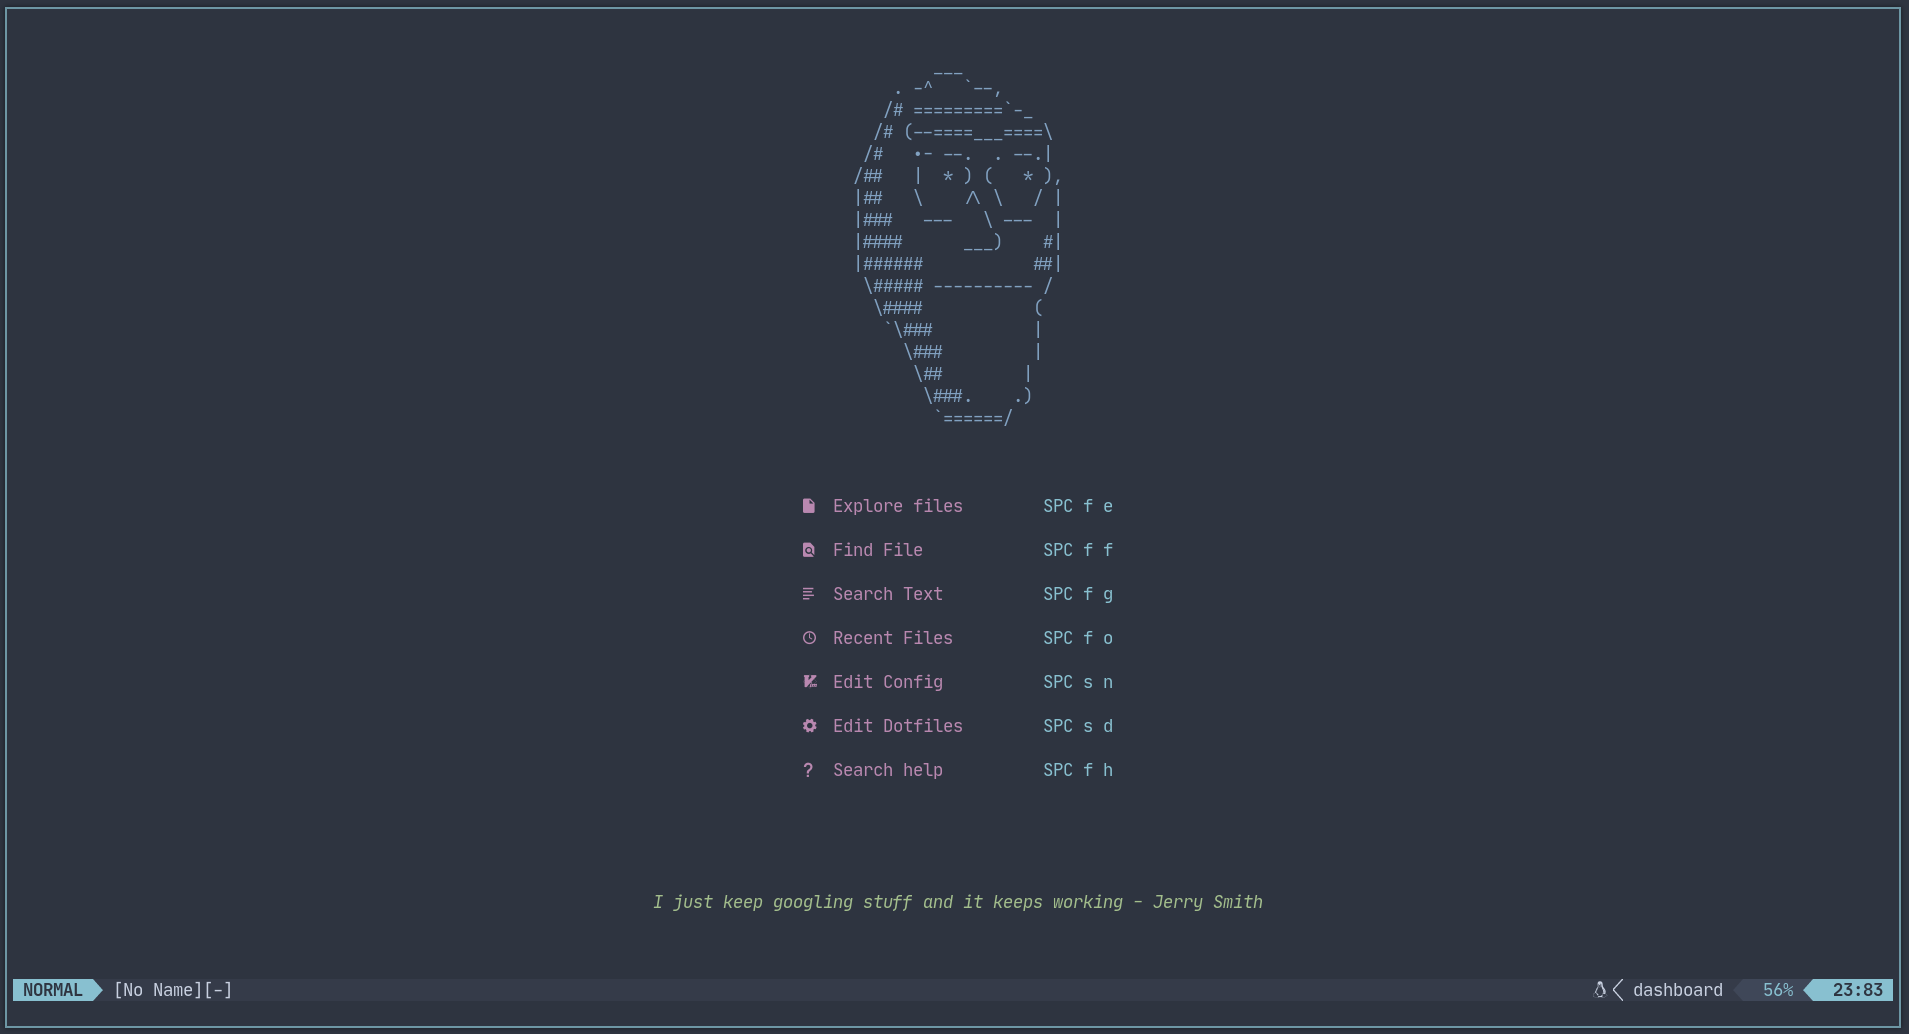 Explore files SPC f e
Find File SPC f f
Search Text SPC f g
Recent Files SPC f o
Edit Config SPC s n
Edit Dotfiles SPC s d
Search help SPC f h
I just keep googling stuff and it keeps working - Jerry Smith
NORMAL [No Name][-] dashboard 56% 23:83